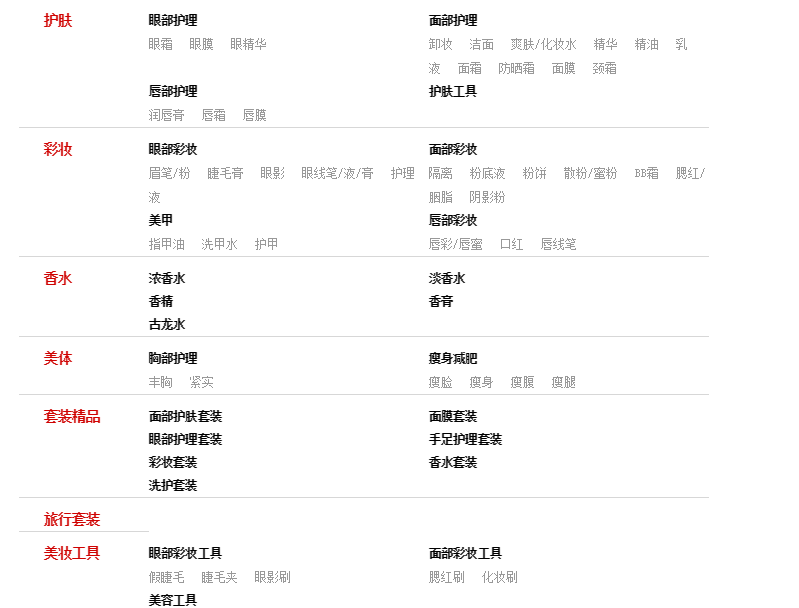 护肤
眼部护理
眼霜 眼膜 眼精华
面部护理
卸妆 洁面 爽肤/化妆水 精华 精油 乳
液 面霜 防晒霜 面膜 颈霜
唇部护理
润唇膏 唇霜 唇膜
护肤工具
彩妆
眼部彩妆
眉笔/粉 睫毛膏 眼影 眼线笔/液/膏 护理
液
面部彩妆
隔离 粉底液 粉饼 散粉/蜜粉 BB霜 腮红/
胭脂 阴影粉
美甲
指甲油 洗甲水 护甲
唇部彩妆
唇彩/唇蜜 口红 唇线笔
香水
浓香水
淡香水
香精
香膏
古龙水
美体
胸部护理
丰胸 紧实
瘦身减肥
瘦脸 瘦身 瘦腹 瘦腿
套装精品
面部护肤套装
面膜套装
眼部护理套装
手足护理套装
彩妆套装
香水套装
洗护套装
旅行套装
美妆工具
眼部彩妆工具
假睫毛 睫毛夹 眼影刷
面部彩妆工具
腮红刷 化妆刷
美容工具